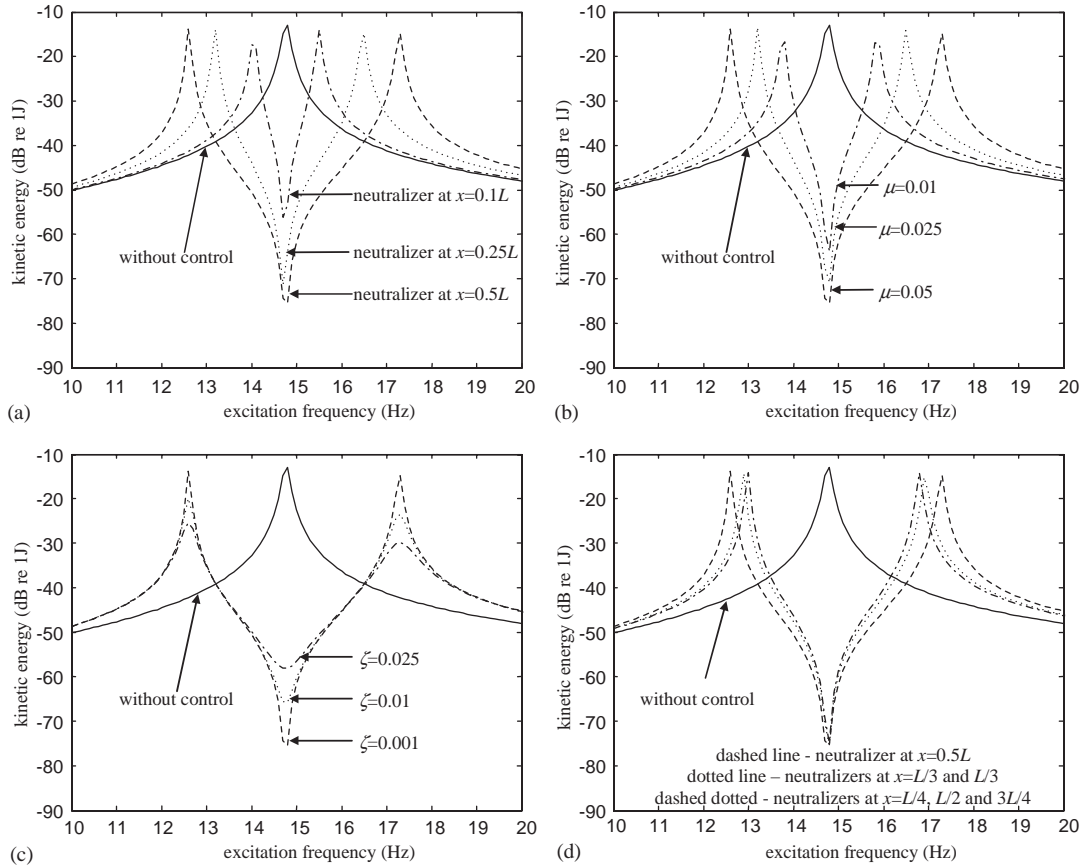 -10
-20
-30
-40
-50
-60
-70
-80
-90
kinetic energy (dB re 1J)
10 11 12 13 14 15 16 17 18 19 20
excitation frequency (Hz)
(a)
without control
neutralizer at x=0.1L
neutralizer at x=0.25L
neutralizer at x=0.5L
-10
-20
-30
-40
-50
-60
-70
-80
-90
kinetic energy (dB re 1J)
10 11 12 13 14 15 16 17 18 19 20
excitation frequency (Hz)
(b)
without control
μ=0.01
μ=0.025
μ=0.05
-10
-20
-30
-40
-50
-60
-70
-80
-90
kinetic energy (dB re 1J)
10 11 12 13 14 15 16 17 18 19 20
excitation frequency (Hz)
(c)
without control
ζ=0.025
ζ=0.01
ζ=0.001
-10
-20
-30
-40
-50
-60
-70
-80
-90
kinetic energy (dB re 1J)
10 11 12 13 14 15 16 17 18 19 20
excitation frequency (Hz)
(d)
without control
dashed line - neutralizer at x=0.5L
dotted line – neutralizers at x=L/3 and L/3
dashed dotted - neutralizers at x=L/4, L/2 and 3L/4